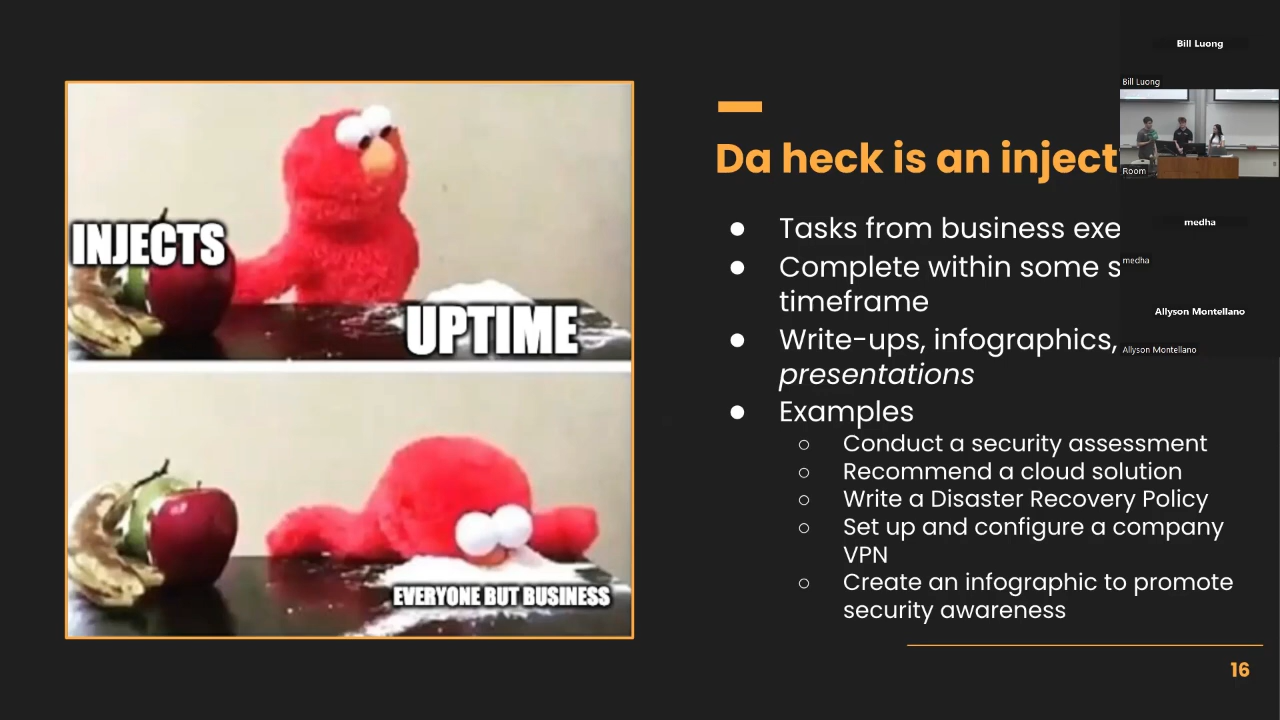 INJECTS
UPTIME
EVERYONE BUT BUSINESS
Da heck is an inject
● Tasks from business exe
● Complete within some s
timeframe
● Write-ups, infographics,
presentations
● Examples
○ Conduct a security assessment
○ Recommend a cloud solution
○ Write a Disaster Recovery Policy
○ Set up and configure a company
VPN
○ Create an infographic to promote
security awareness
16
Bill Luong
Bill Luong
Room
medha
medha
Allyson Montellano
Allyson Montellano